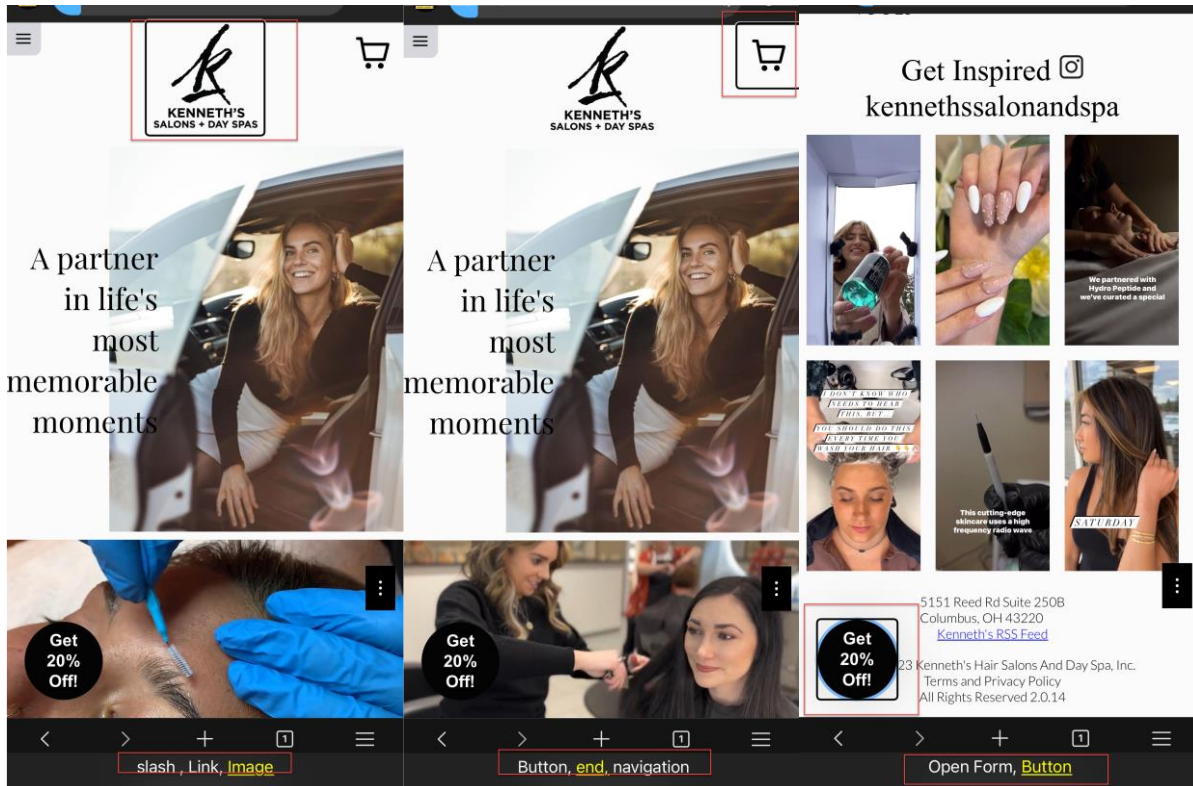 KENNETH'S
SALONS + DAY SPAS
A partner
in life's
most
memorable
moments
Get
20%
Off!
1
slash , Link, Image
KENNETH'S
SALONS + DAY SPAS
A partner
in life's
most
memorable
moments
Get
20%
Off!
1
Button, end, navigation
Get Inspired
kennethssalonandspa
We partnered with
Hydro Peptide and
we've curated a special
I DON'T KNOW WHO
NEEDS TO HEAR
THIS, BUT...
YOU SHOULD DO THIS
EVERY TIME YOU
WASH YOUR HAIR
This cutting-edge
skincare uses a high
frequency radio wave
SATURDAY
5151 Reed Rd Suite 250B
Columbus, OH 43220
Kenneth's RSS Feed
Get
20%
Off!
23 Kenneth's Hair Salons And Day Spa, Inc.
Terms and Privacy Policy
All Rights Reserved 2.0.14
1
Open Form, Button